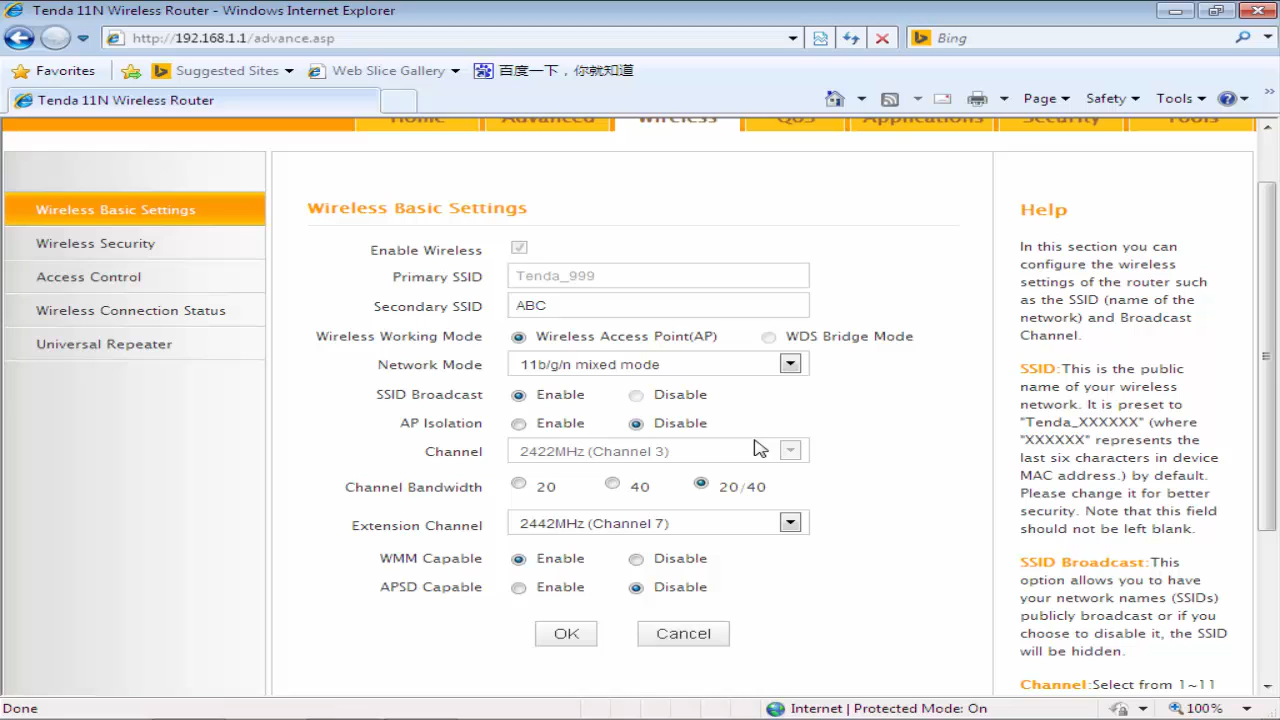 Tenda 11N Wireless Router - Windows Internet Explorer
http://192.168.1.1/advance.asp
Bing
Favorites
Suggested Sites
Web Slice Gallery
百度一下，你就知道
Tenda 11N Wireless Router
Page
Safety
Tools
»
Home
Advanced
Wireless
QoS
Applications
Security
Tools
Wireless Basic Settings
Wireless Security
Access Control
Wireless Connection Status
Universal Repeater
Wireless Basic Settings
Enable Wireless
Primary SSID Tenda_999
Secondary SSID ABC
Wireless Working Mode Wireless Access Point(AP) WDS Bridge Mode
Network Mode 11b/g/n mixed mode
SSID Broadcast Enable Disable
AP Isolation Enable Disable
Channel 2422MHz (Channel 3)
Channel Bandwidth 20 40 20/40
Extension Channel 2442MHz (Channel 7)
WMM Capable Enable Disable
APSD Capable Enable Disable
OK Cancel
Help
In this section you can
configure the wireless
settings of the router such
as the SSID (name of the
network) and Broadcast
Channel.
SSID:This is the public
name of your wireless
network. It is preset to
"Tenda_XXXXXX" (where
"XXXXXX" represents the
last six characters in device
MAC address.) by default.
Please change it for better
security. Note that this field
should not be left blank.
SSID Broadcast:This
option allows you to have
your network names (SSIDs)
publicly broadcast or if you
choose to disable it, the SSID
will be hidden.
Channel:Select from 1~11
Done
Internet | Protected Mode: On
100%